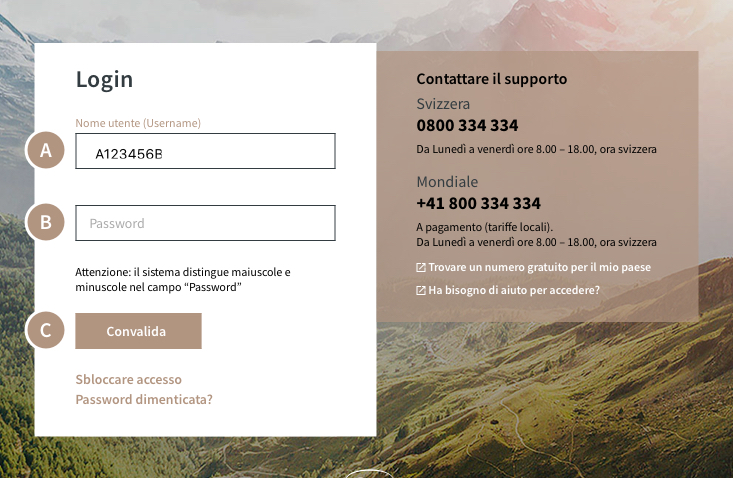 Login
Nome utente (Username)
A
A123456B
B
Password
Attenzione: il sistema distingue maiuscole e
minuscole nel campo “Password”
C
Convalida
Sbloccare accesso
Password dimenticata?
Contattare il supporto
Svizzera
0800 334 334
Da Lunedì a venerdì ore 8.00 – 18.00, ora svizzera
Mondiale
+41 800 334 334
A pagamento (tariffe locali).
Da Lunedì a venerdì ore 8.00 – 18.00, ora svizzera
Trovare un numero gratuito per il mio paese
Ha bisogno di aiuto per accedere?